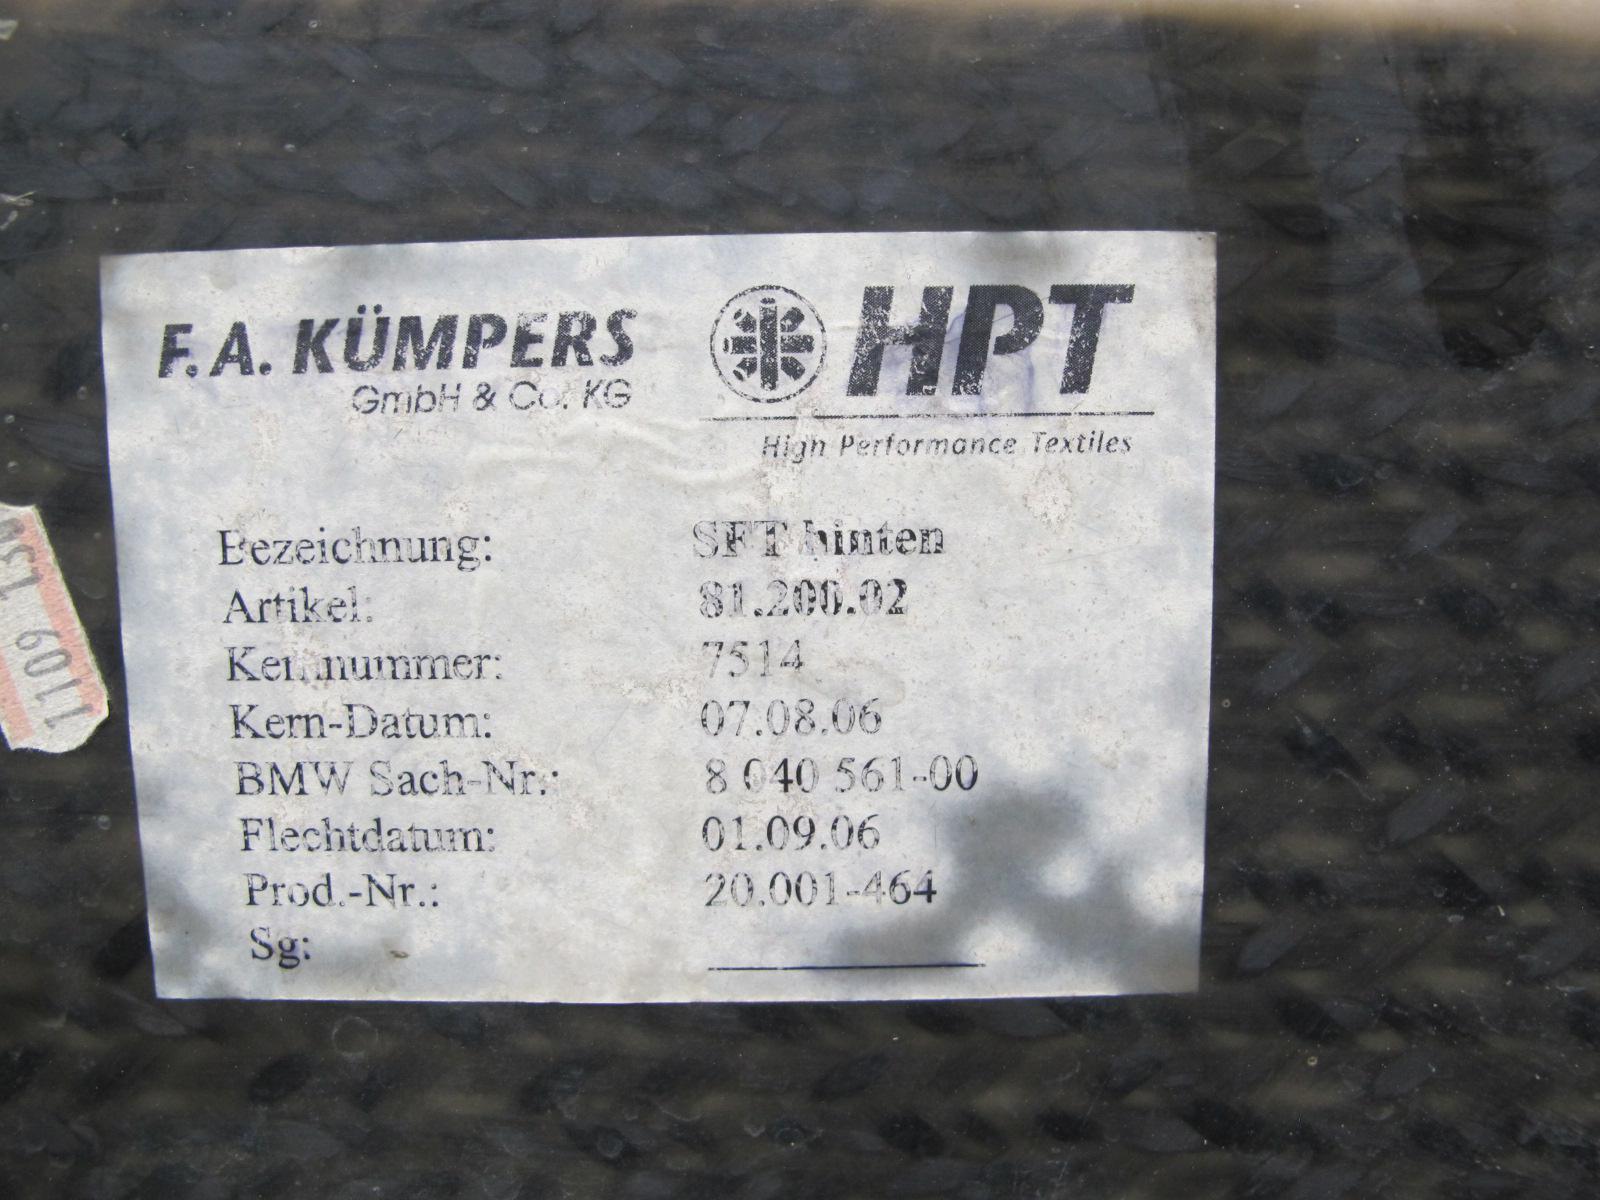 F.A. KÜMPERS
GmbH & Co. KG
HPT
High Performance Textiles
Bezeichnung: SFT hinten
Artikel: 81.200.02
Kernnummer: 7514
Kern-Datum: 07.08.06
BMW Sach-Nr.: 8 040 561-00
Flechtdatum: 01.09.06
Prod.-Nr.: 20.001-464
Sg:
1109